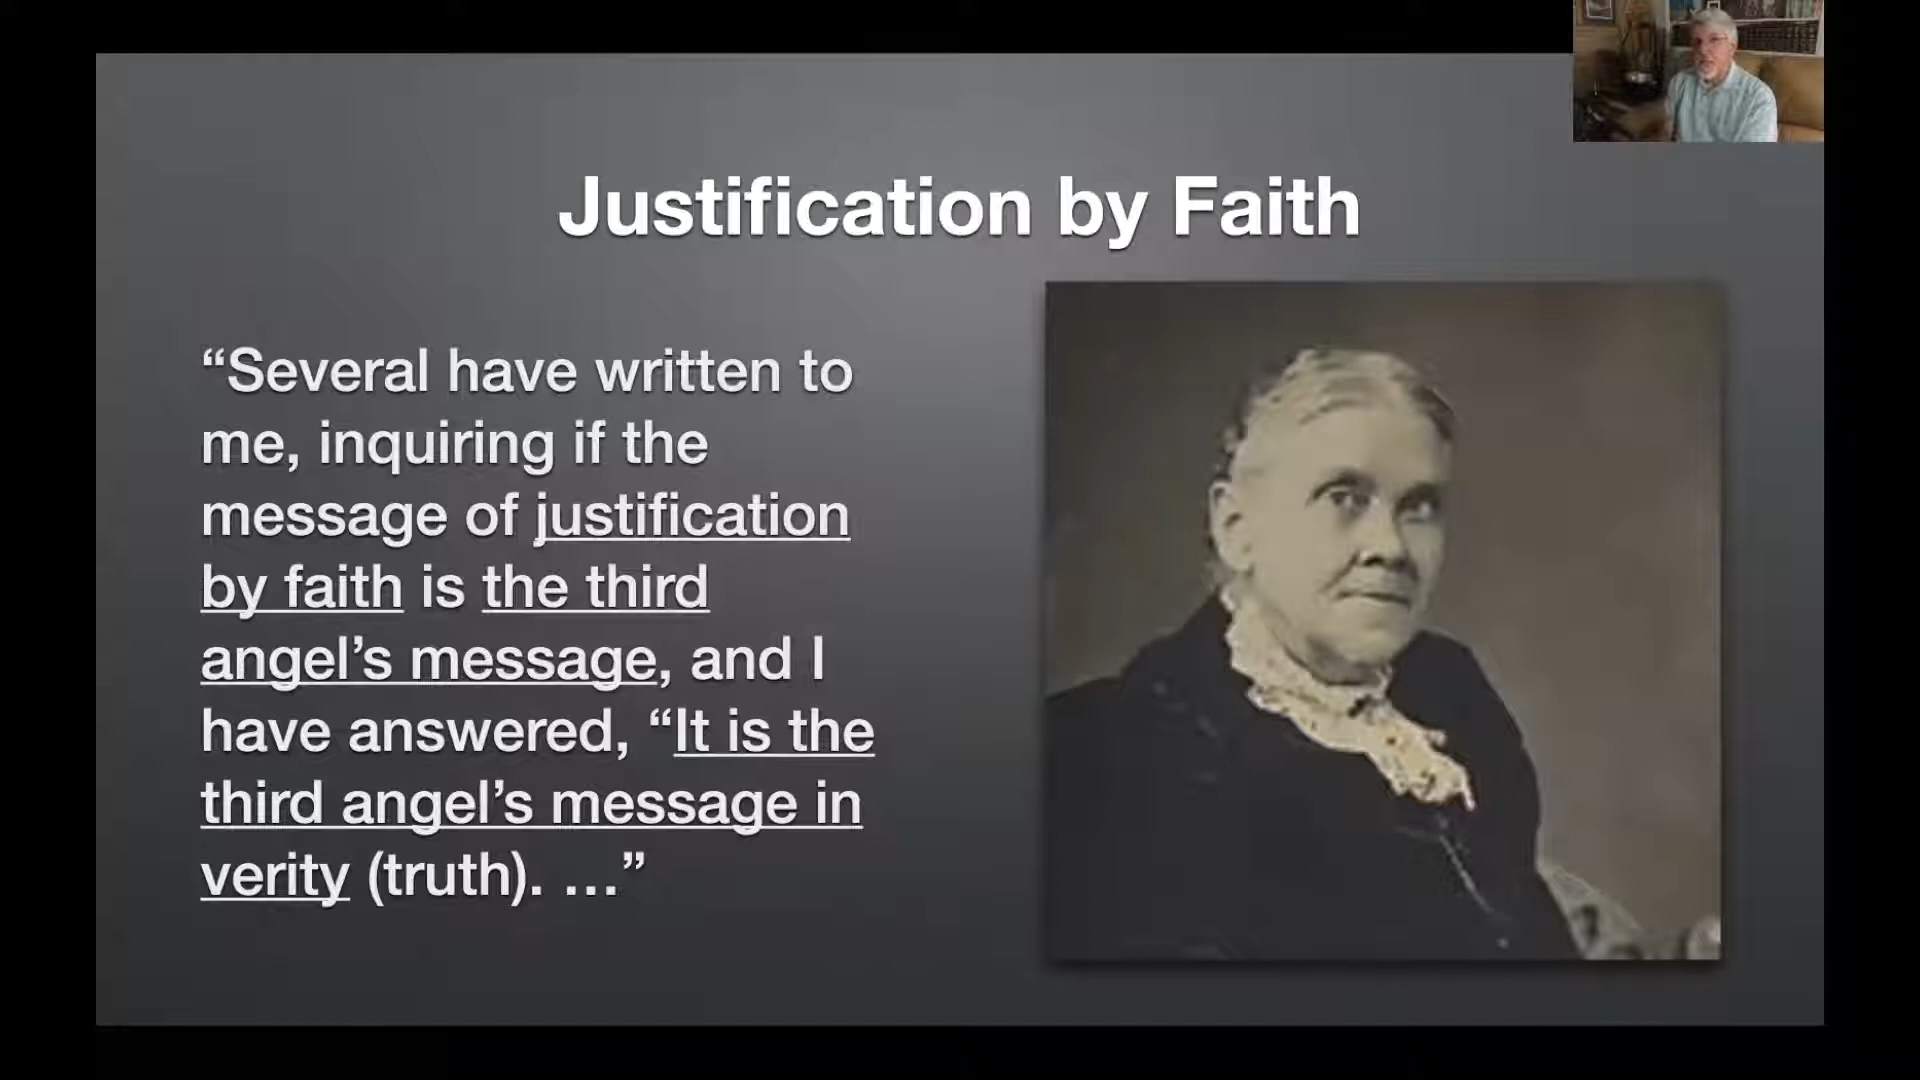 Justification by Faith
“Several have written to
me, inquiring if the
message of justification
by faith is the third
angel’s message, and I
have answered, “It is the
third angel’s message in
verity (truth). …”